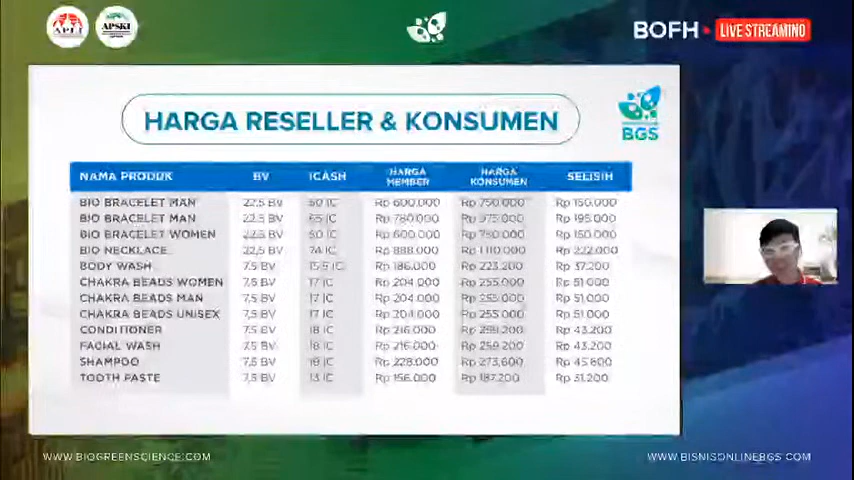 APLI
APSKI
BOFH
LIVE STREAMING
HARGA RESELLER & KONSUMEN
BGS
NAMA PRODUK BV ICASH HARGA MEMBER HARGA KONSUMEN SELISIH
BIO BRACELET MAN 22,5 BV 50 IC Rp 600.000 Rp 750.000 Rp 150.000
BIO BRACELET MAN 22,5 BV 65 IC Rp 780.000 Rp 975.000 Rp 195.000
BIO BRACELET WOMEN 22,5 BV 50 IC Rp 600.000 Rp 750.000 Rp 150.000
BIO NECKLACE 22,5 BV 74 IC Rp 888.000 Rp 1.110.000 Rp 222.000
BODY WASH 7,5 BV 15,5 IC Rp 186.000 Rp 223.200 Rp 37.200
CHAKRA BEADS WOMEN 7,5 BV 17 IC Rp 204.000 Rp 255.000 Rp 51.000
CHAKRA BEADS MAN 7,5 BV 17 IC Rp 204.000 Rp 255.000 Rp 51.000
CHAKRA BEADS UNISEX 7,5 BV 17 IC Rp 204.000 Rp 255.000 Rp 51.000
CONDITIONER 7,5 BV 18 IC Rp 216.000 Rp 259.200 Rp 43.200
FACIAL WASH 7,5 BV 18 IC Rp 216.000 Rp 259.200 Rp 43.200
SHAMPOO 7,5 BV 19 IC Rp 228.000 Rp 273.600 Rp 45.600
TOOTH PASTE 7,5 BV 13 IC Rp 156.000 Rp 187.200 Rp 31.200
WWW.BIOGREENSCIENCE.COM
WWW.BISNISONLINEBGS.COM